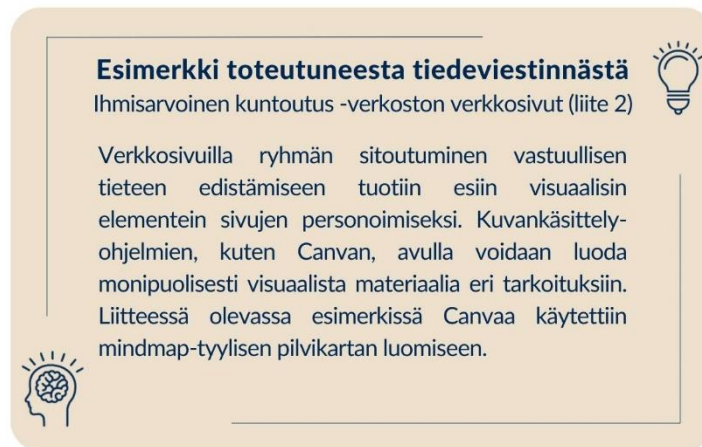 Esimerkki toteutuneesta tiedeviestinnästä
Ihmisarvoinen kuntoutus -verkoston verkkosivut (liite 2)
Verkkosivuilla ryhmän sitoutuminen vastuullisen
tieteen edistämiseen tuotiin esiin visuaalisin
elementein sivujen personoimiseksi. Kuvankäsittely-
ohjelmien, kuten Canvan, avulla voidaan luoda
monipuolisesti visuaalista materiaalia eri tarkoituksiin.
Liitteessä olevassa esimerkissä Canvaa käytettiin
mindmap-tyylisen pilvikartan luomiseen.